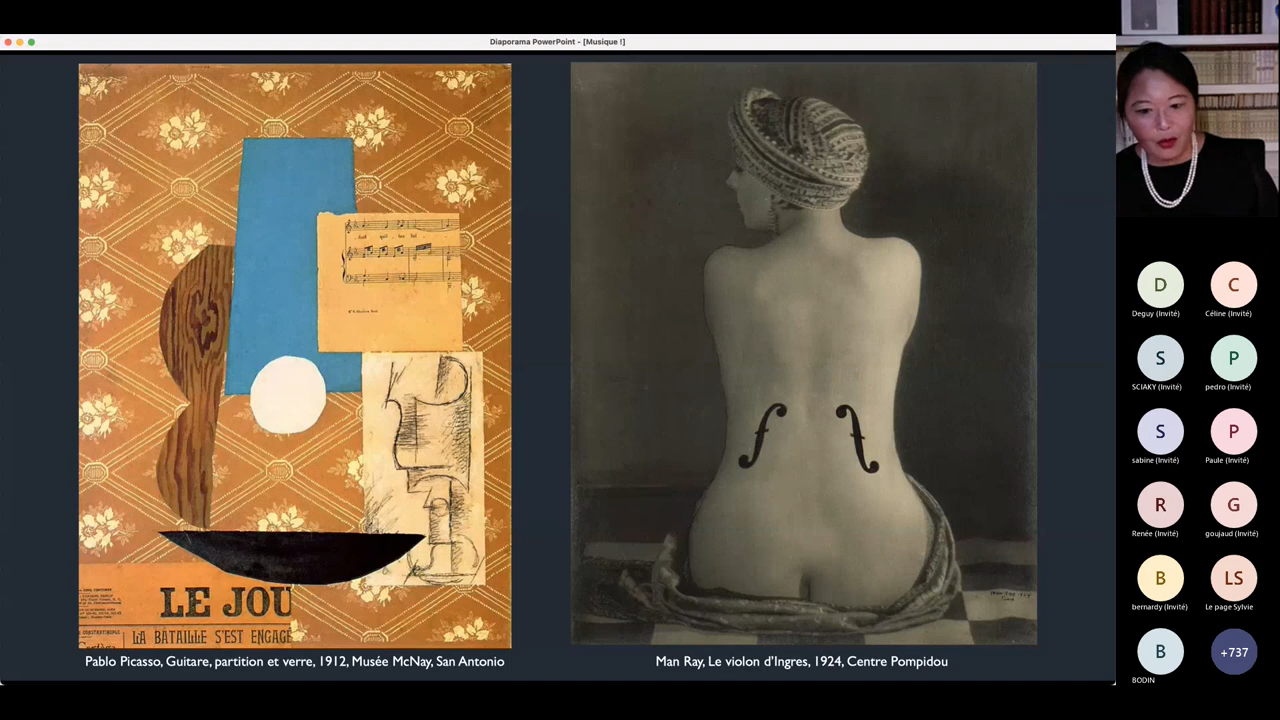 Diaporama PowerPoint - [Musique !]
LE JOU
LA BATAILLE S'EST ENGAGÉ
Pablo Picasso, Guitare, partition et verre, 1912, Musée McNay, San Antonio
Man Ray, Le violon d'Ingres, 1924, Centre Pompidou
D
C
Deguy (Invité)
Céline (Invité)
S
P
SCIAKY (Invité)
pedro (Invité)
S
P
sabine (Invité)
Paule (Invité)
R
G
Renée (Invité)
goujaud (Invité)
B
LS
bernardy (Invité)
Le page Sylvie
B
+737
BODIN